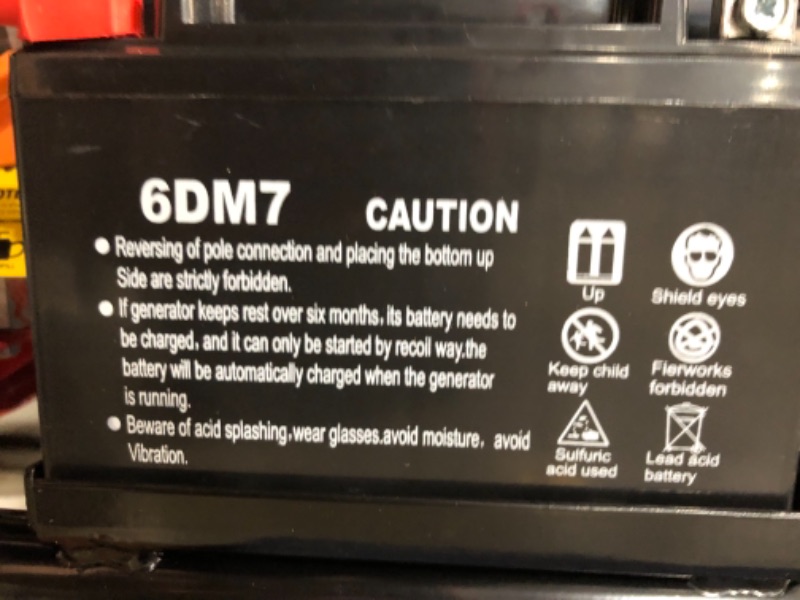 6DM7 CAUTION
● Reversing of pole connection and placing the bottom up
Side are strictly forbidden.
● If generator keeps rest over six months, its battery needs to
be charged, and it can only be started by recoil way.the
battery will be automatically charged when the generator
is running.
● Beware of acid splashing,wear glasses.avoid moisture, avoid
Vibration.
Up
Shield eyes
Keep child
away
Fierworks
forbidden
Sulfuric
acid used
Lead acid
battery